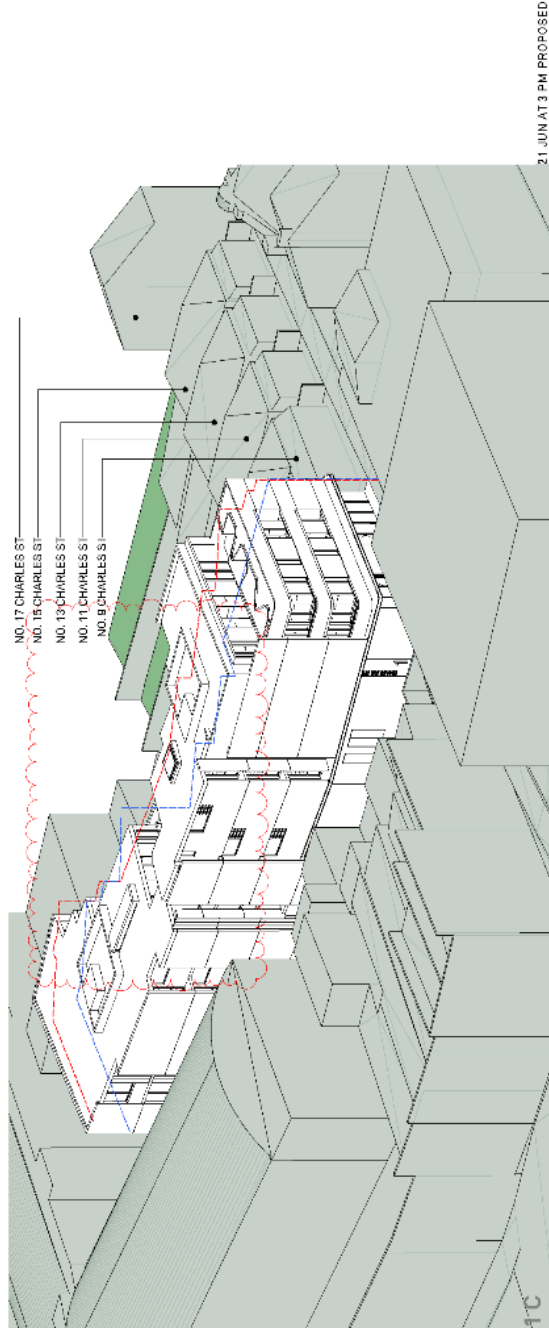 NO. 17 CHARLES ST
NO. 15 CHARLES ST
NO. 13 CHARLES ST
NO. 11 CHARLES ST
NO. 9 CHARLES ST
21 JUN AT 3 PM PROPOSED
1 C